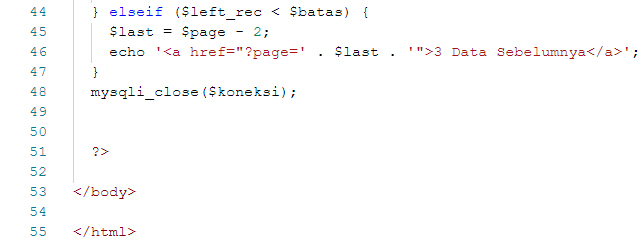 44 } elseif ($left_rec < $batas) {
45 $last = $page - 2;
46 echo '<a href="?page=' . $last . '">3 Data Sebelumnya</a>';
47 }
48 mysqli_close($koneksi);
49
50
51 ?>
52
53 </body>
54
55 </html>